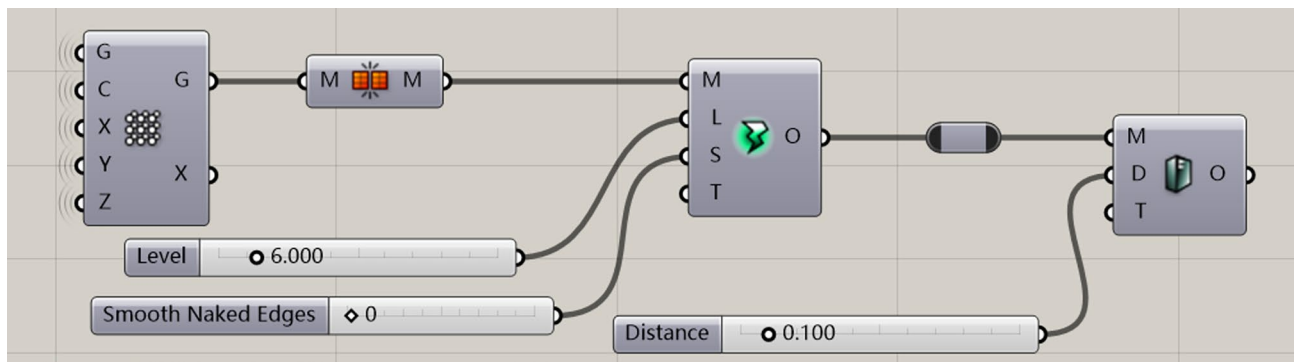 G
C
X
Y
Z
G
X
M M
M
L
S
T
O
M
D
T
O
Level 6.000
Smooth Naked Edges 0
Distance 0.100